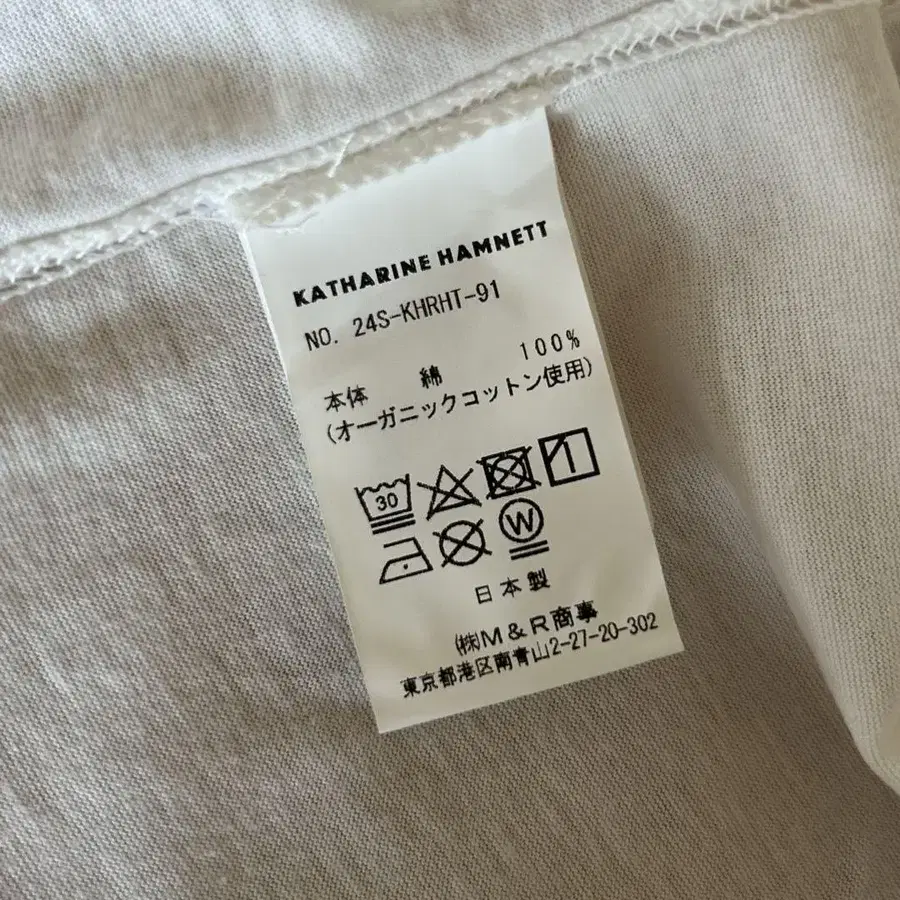 KATHARINE HAMNETT
NO. 24S-KHRHT-91
本体 綿 100%
(オーガニックコットン使用)
30
W
日本製
㈱M&R商事
東京都港区南青山2-27-20-302